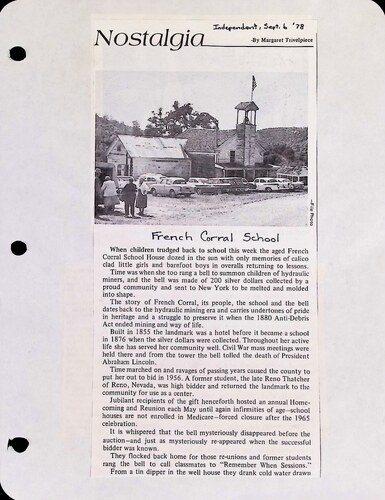 Independent, Sept. 6 '78
Nostalgia
-By Margaret Trivelpiece
-File Photo
French Corral School
When children trudged back to school this week the aged French
Corral School House dozed in the sun with only memories of calico
clad little girls and barefoot boys in overalls returning to lessons.
Time was when she too rang a bell to summon children of hydraulic
miners, and the bell was made of 200 silver dollars collected by a
proud community and sent to New York to be melted and molded
into shape.
The story of French Corral, its people, the school and the bell
dates back to the hydraulic mining era and carries undertones of pride
in heritage and a struggle to preserve it when the 1880 Anti-Debris
Act ended mining and way of life.
Built in 1855 the landmark was a hotel before it became a school
in 1876 when the silver dollars were collected. Throughout her active
life she has served her community well. Civil War mass meetings were
held there and from the tower the bell tolled the death of President
Abraham Lincoln.
Time marched on and ravages of passing years caused the county to
put her out to bid in 1956. A former student, the late Reno Thatcher
of Reno, Nevada, was high bidder and returned the landmark to the
community for use as a center.
Jubilant recipients of the gift henceforth hosted an annual Home-
coming and Reunion each May until again infirmities of age—school
houses are not enrolled in Medicare—forced closure after the 1965
celebration.
It is whispered that the bell mysteriously disappeared before the
auction—and just as mysteriously re-appeared when the successful
bidder was known.
They flocked back home for those re-unions and former students
rang the bell to call classmates to "Remember When Sessions."
From a tin dipper in the well house they drank cold water drawn